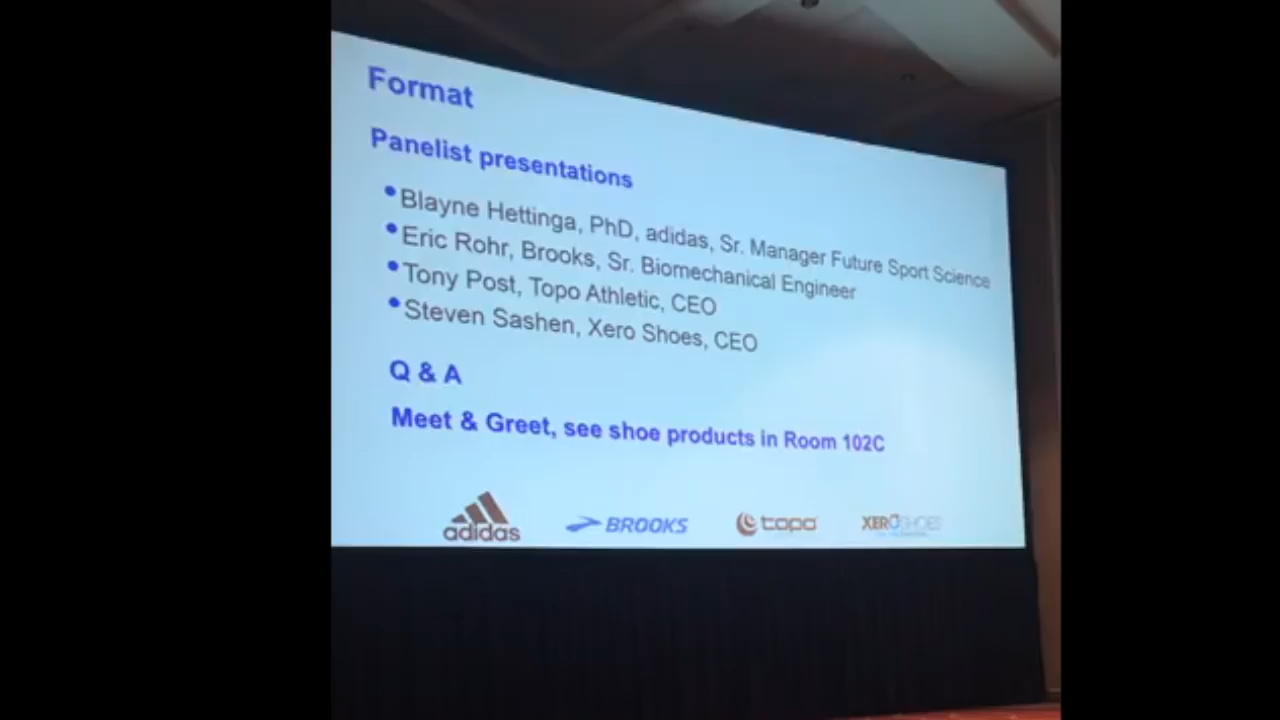 Format
Panelist presentations
• Blayne Hettinga, PhD, adidas, Sr. Manager Future Sport Science
• Eric Rohr, Brooks, Sr. Biomechanical Engineer
• Tony Post, Topo Athletic, CEO
• Steven Sashen, Xero Shoes, CEO
Q & A
Meet & Greet, see shoe products in Room 102C
adidas BROOKS topo XEROSHOES